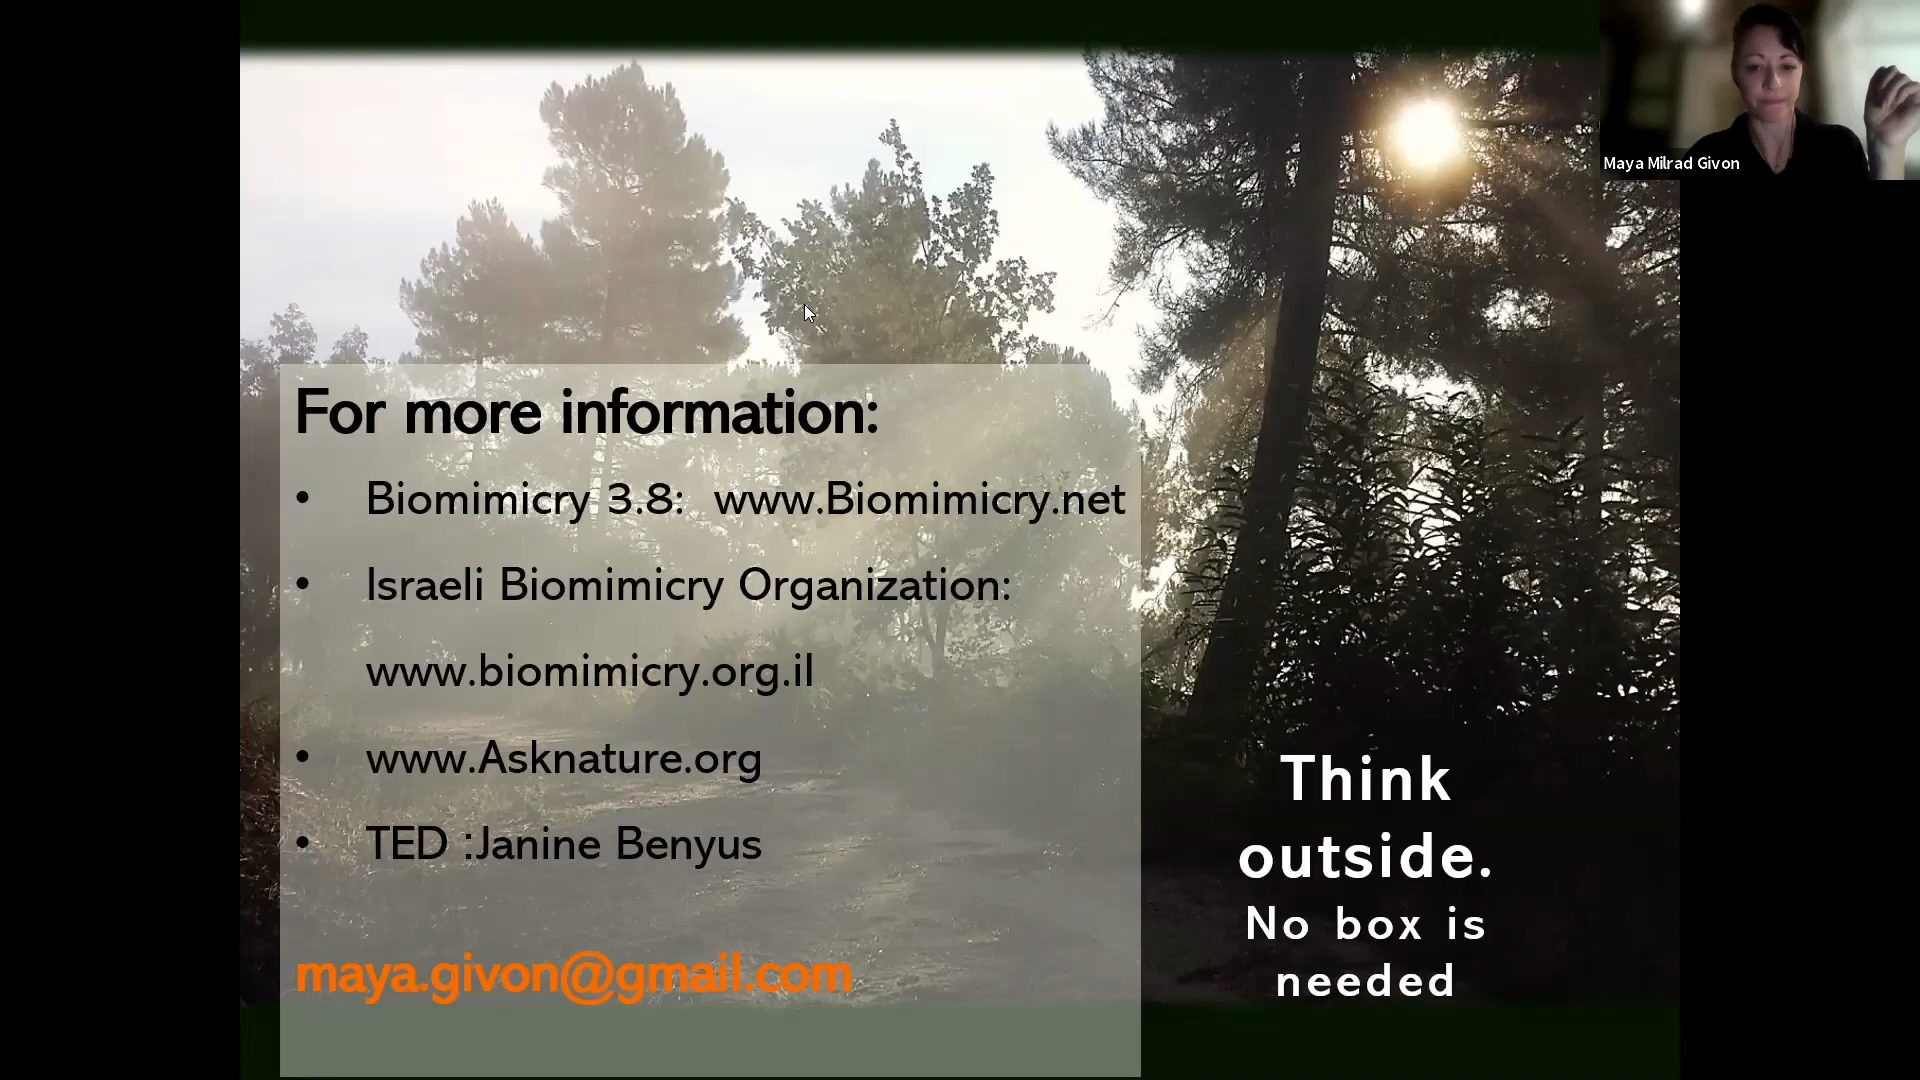 Maya Milrad Givon
For more information:
• Biomimicry 3.8: www.Biomimicry.net
• Israeli Biomimicry Organization:
www.biomimicry.org.il
• www.Asknature.org
• TED :Janine Benyus
maya.givon@gmail.com
Think
outside.
No box is
needed